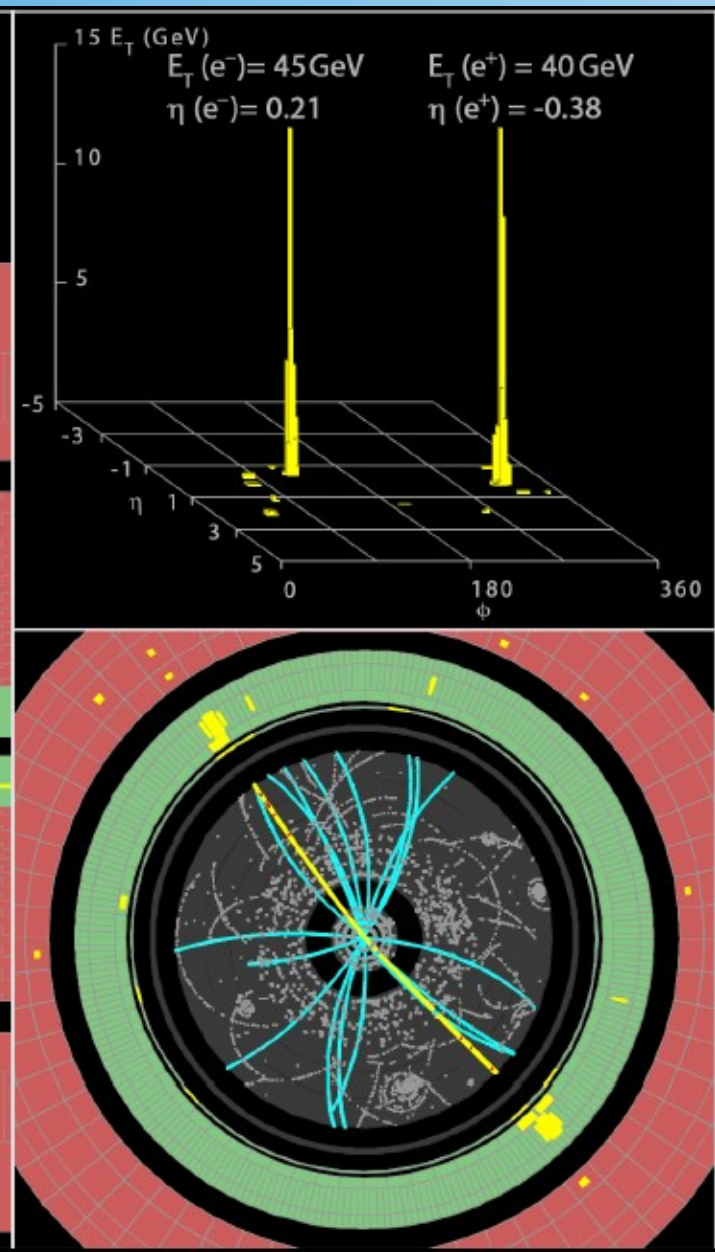 15 E_T (GeV)
E_T (e⁻)= 45 GeV
E_T (e⁺) = 40 GeV
η (e⁻)= 0.21
η (e⁺) = -0.38
10
5
-5
-3
-1
η 1
3
5
0
180
360
ϕ